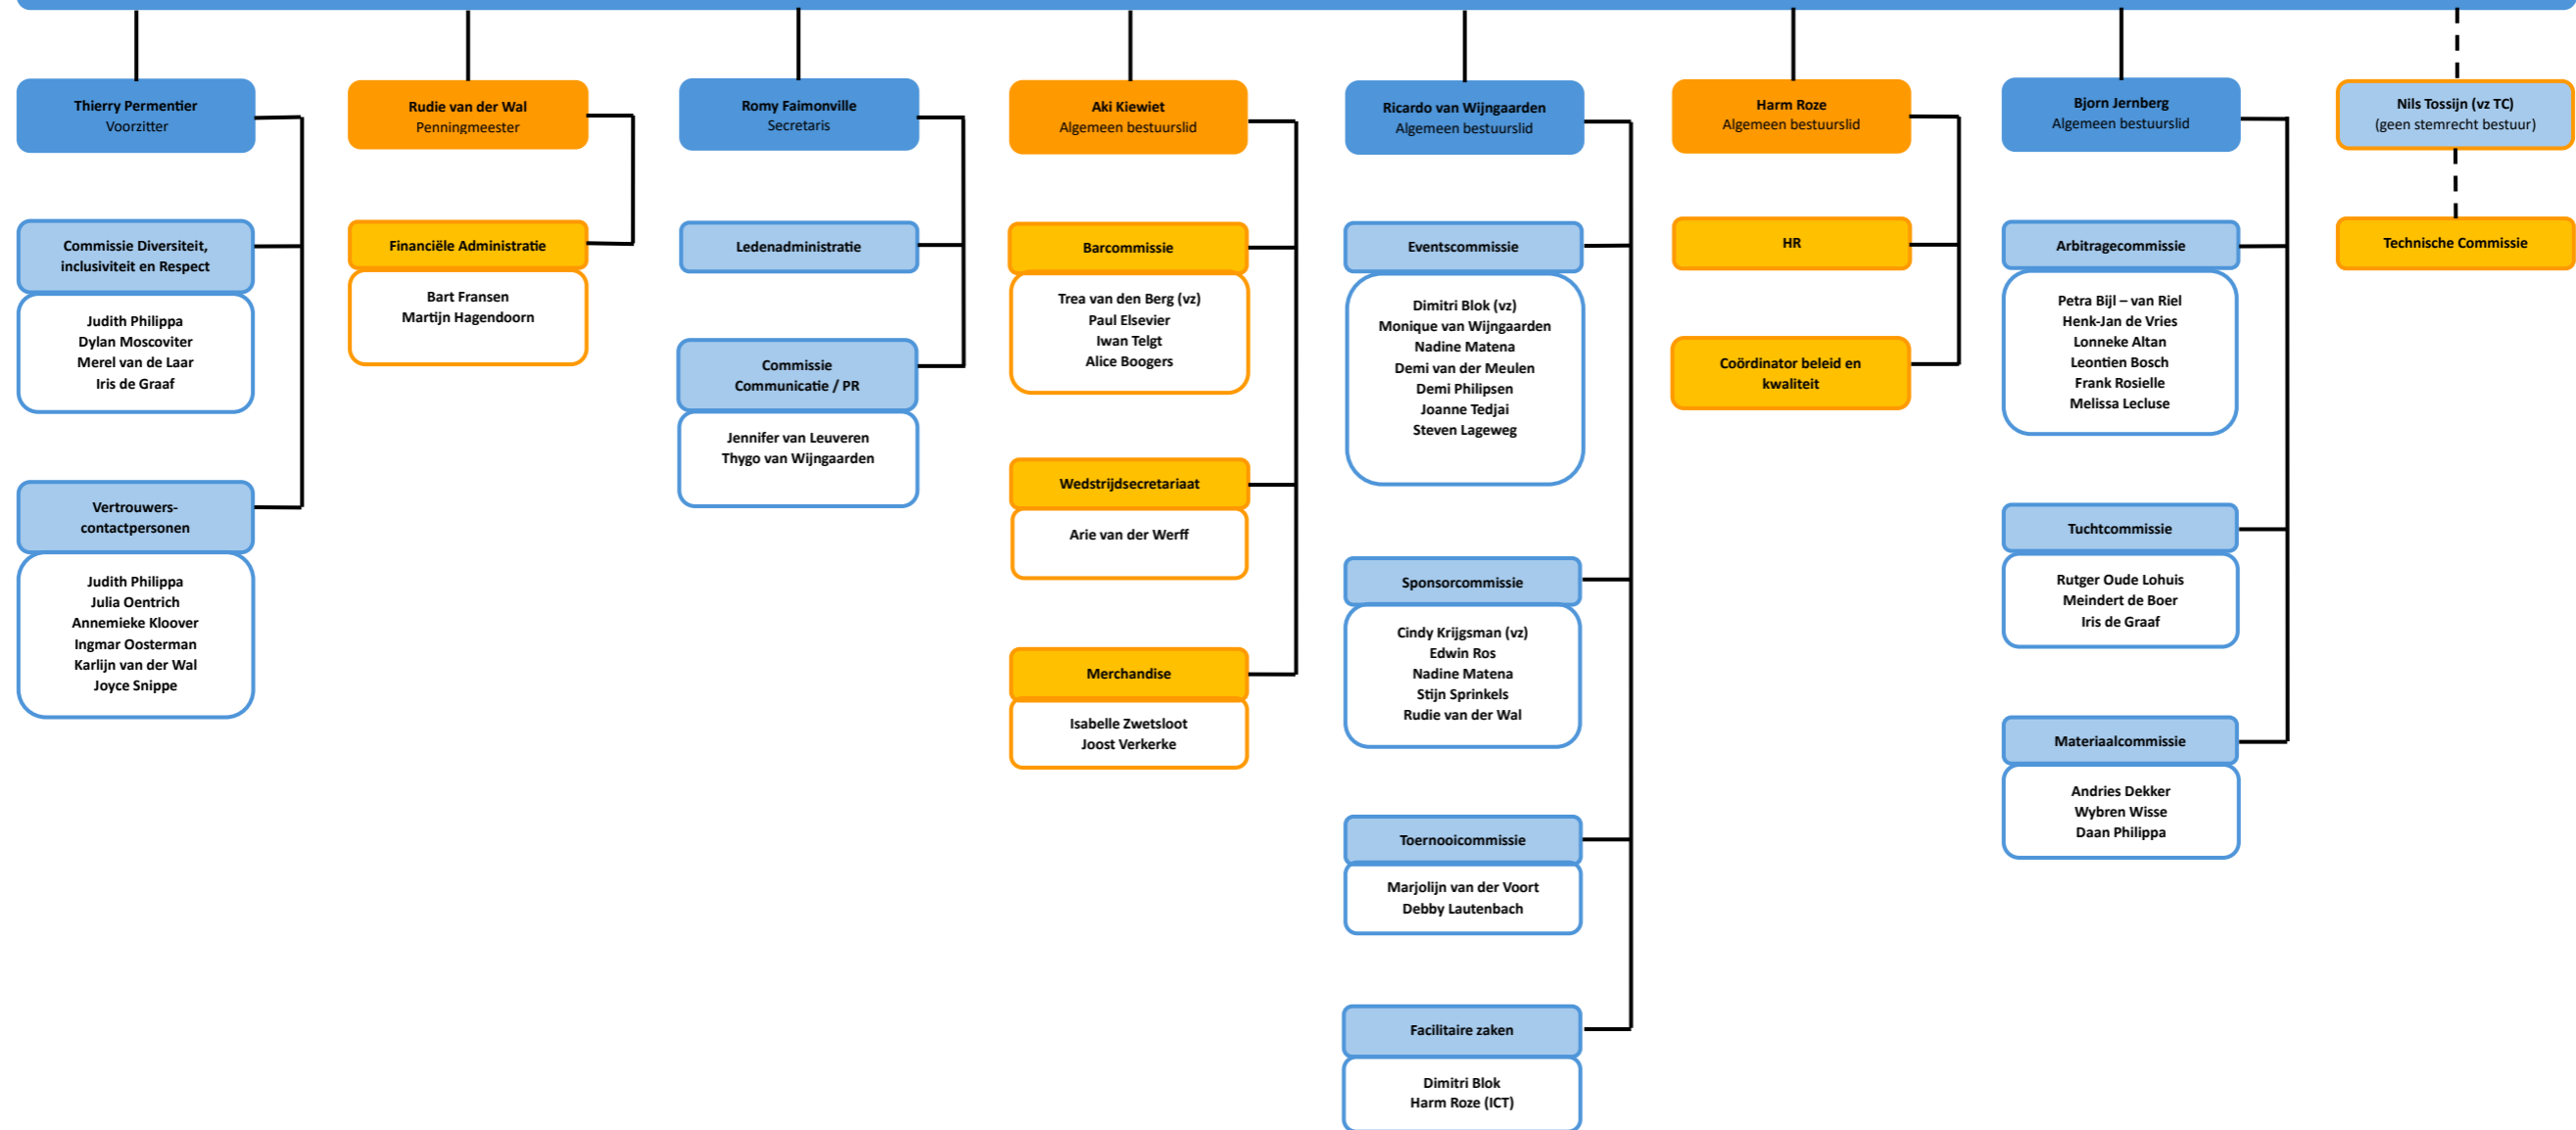 Thierry Permentier
Voorzitter
Commissie Diversiteit,
inclusiviteit en Respect
Judith Philippa
Dylan Moscoviter
Merel van de Laar
Iris de Graaf
Vertrouwers-
contactpersonen
Judith Philippa
Julia Oentrich
Annemieke Kloover
Ingmar Oosterman
Karlijn van der Wal
Joyce Snippe
Rudie van der Wal
Penningmeester
Financiële Administratie
Bart Fransen
Martijn Hagendoorn
Romy Faimonville
Secretaris
Ledenadministratie
Commissie
Communicatie / PR
Jennifer van Leuveren
Thygo van Wijngaarden
Aki Kiewiet
Algemeen bestuurslid
Barcommissie
Trea van den Berg (vz)
Paul Elsevier
Iwan Telgt
Alice Boogers
Wedstrijdsecretariaat
Arie van der Werff
Merchandise
Isabelle Zwetsloot
Joost Verkerke
Ricardo van Wijngaarden
Algemeen bestuurslid
Eventscommissie
Dimitri Blok (vz)
Monique van Wijngaarden
Nadine Matena
Demi van der Meulen
Demi Philipsen
Joanne Tedjai
Steven Lageweg
Sponsorcommissie
Cindy Krijgsman (vz)
Edwin Ros
Nadine Matena
Stijn Sprinkels
Rudie van der Wal
Toernooicommissie
Marjolijn van der Voort
Debby Lautenbach
Facilitaire zaken
Dimitri Blok
Harm Roze (ICT)
Harm Roze
Algemeen bestuurslid
HR
Coördinator beleid en
kwaliteit
Bjorn Jernberg
Algemeen bestuurslid
Arbitragecommissie
Petra Bijl – van Riel
Henk-Jan de Vries
Lonneke Altan
Leontien Bosch
Frank Rosielle
Melissa Lecluse
Tuchtcommissie
Rutger Oude Lohuis
Meindert de Boer
Iris de Graaf
Materiaalcommissie
Andries Dekker
Wybren Wisse
Daan Philippa
Nils Tossijn (vz TC)
(geen stemrecht bestuur)
Technische Commissie